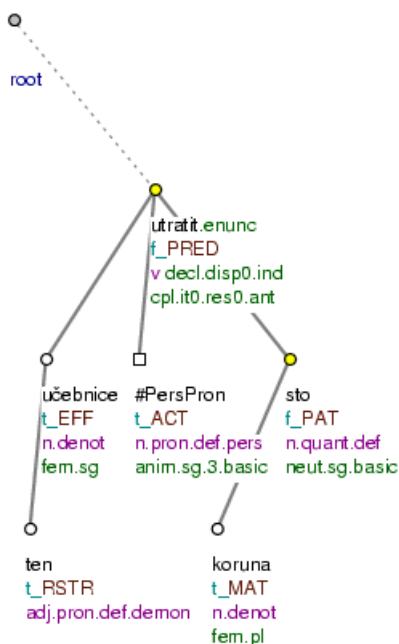 root
utratit.enunc
f_PRED
v decl.disp0.ind
cpl.it0.res0.ant
učebnice #PersPron sto
t_EFF t_ACT f_PAT
n.denot n.pron.def.pers n.quant.def
fem.sg anim.sg.3.basic neut.sg.basic
ten koruna
t_RSTR t_MAT
adj.pron.def.demon n.denot
fem.pl